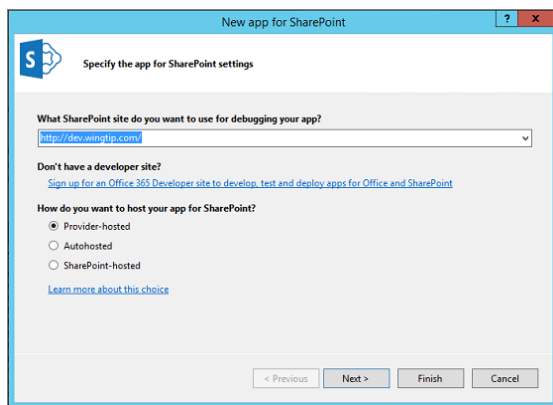 New app for SharePoint
? x
S
Specify the app for SharePoint settings
What SharePoint site do you want to use for debugging your app?
http://dev.wingtip.com/
Don't have a developer site?
Sign up for an Office 365 Developer site to develop, test and deploy apps for Office and SharePoint
How do you want to host your app for SharePoint?
Provider-hosted
Autohosted
SharePoint-hosted
Learn more about this choice
< Previous Next > Finish Cancel